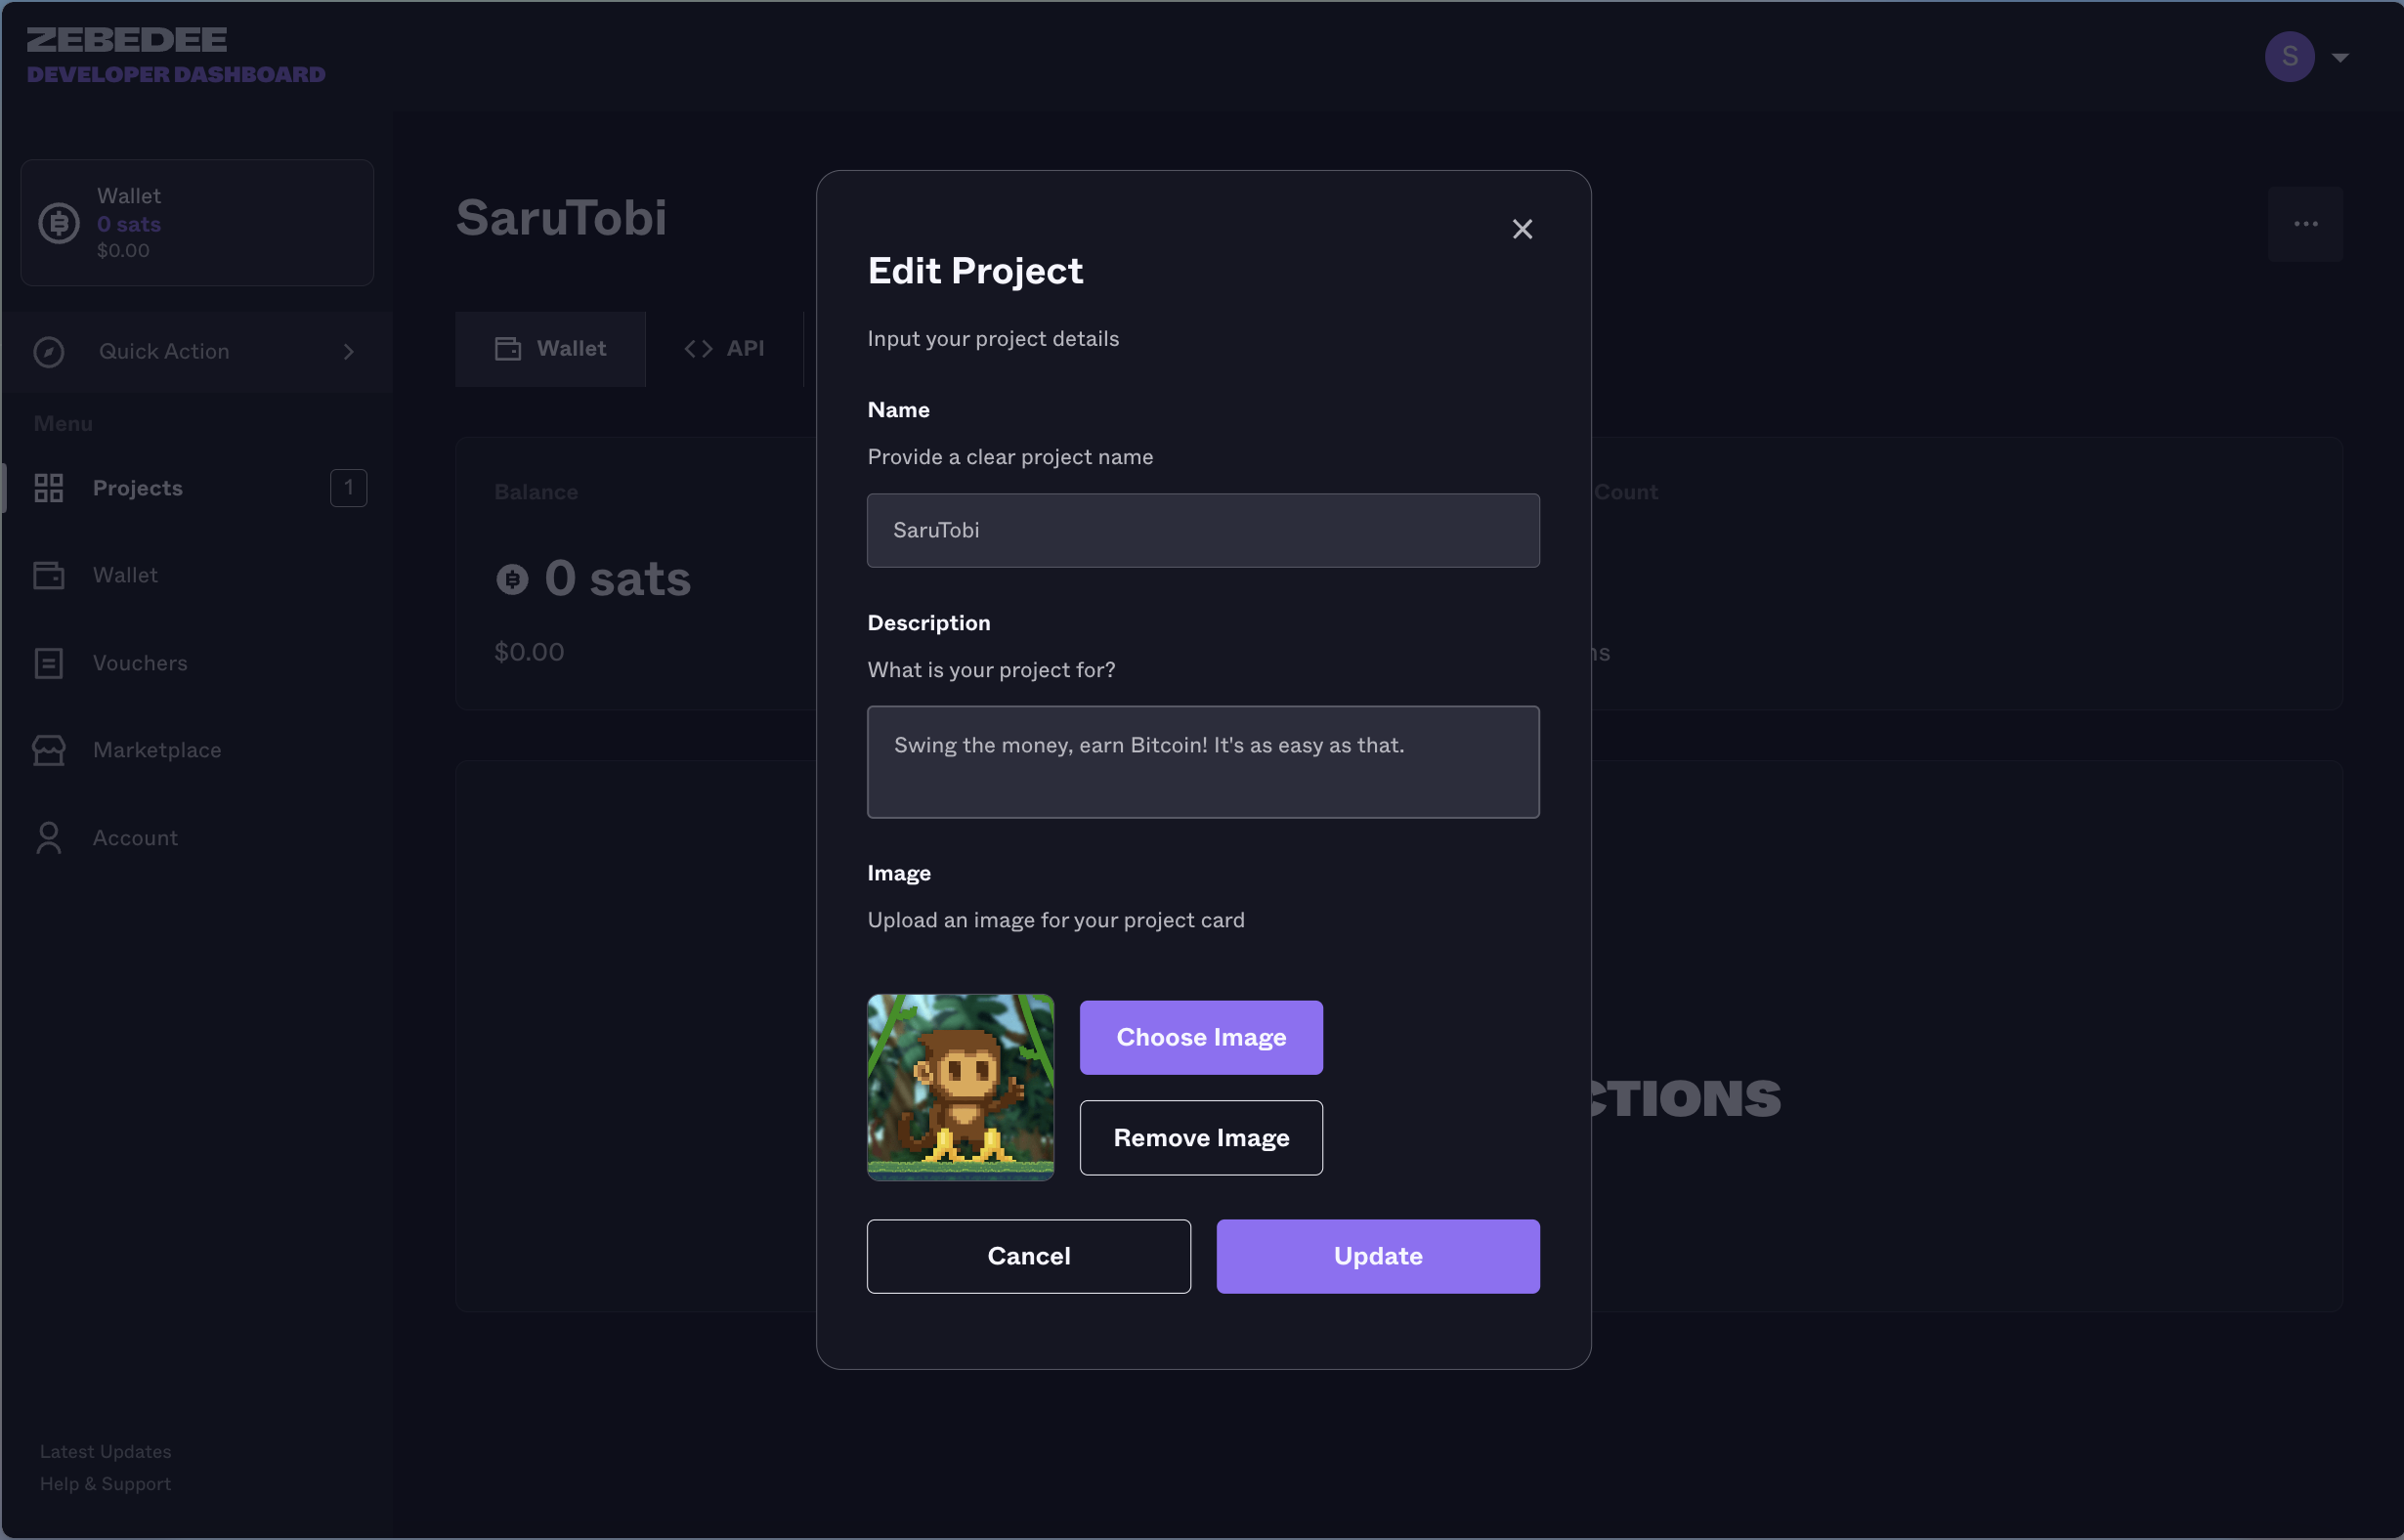 ZEBEDEE
DEVELOPER DASHBOARD
S
Wallet
0 sats
$0.00
Quick Action
Menu
Projects
1
Wallet
Vouchers
Marketplace
Account
Latest Updates
Help & Support
SaruTobi
Wallet
API
Balance
0 sats
$0.00
Count
ns
CTIONS
Edit Project
Input your project details
Name
Provide a clear project name
SaruTobi
Description
What is your project for?
Swing the money, earn Bitcoin! It's as easy as that.
Image
Upload an image for your project card
Choose Image
Remove Image
Cancel
Update